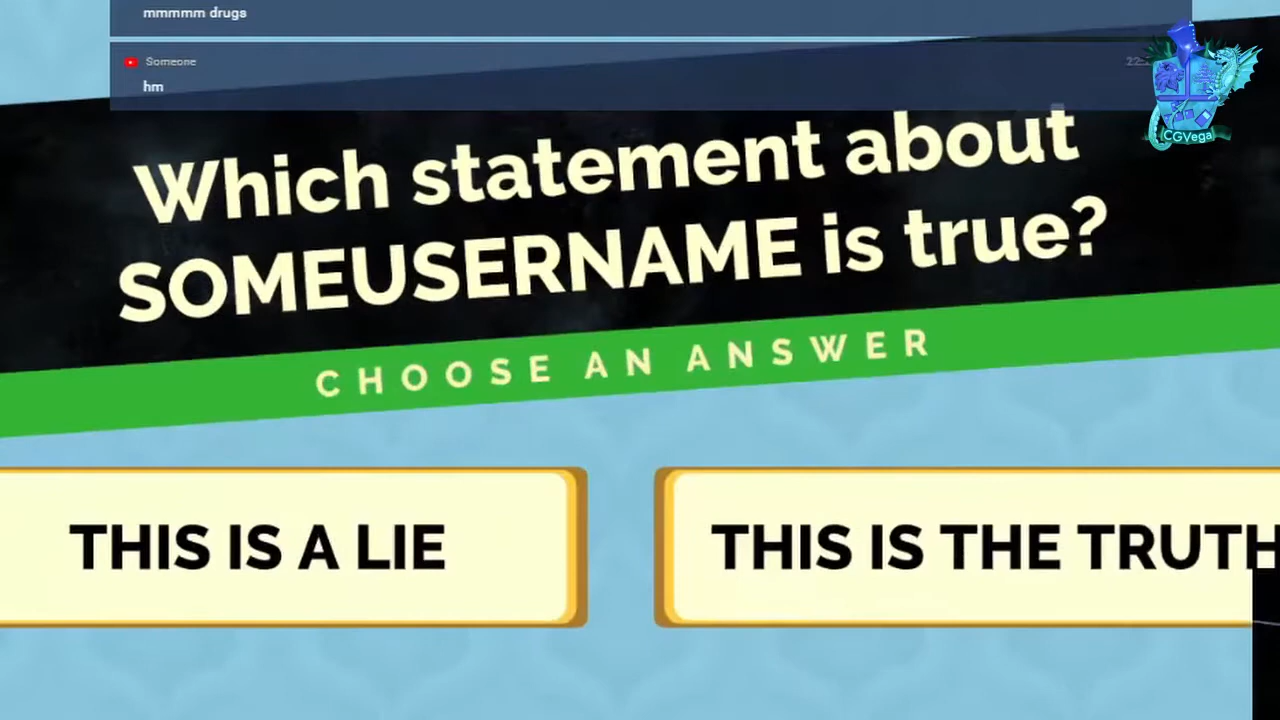 mmmmm drugs
Someone
hm
CGVega
Which statement about
SOMEUSERNAME is true?
CHOOSE AN ANSWER
THIS IS A LIE
THIS IS THE TRUTH